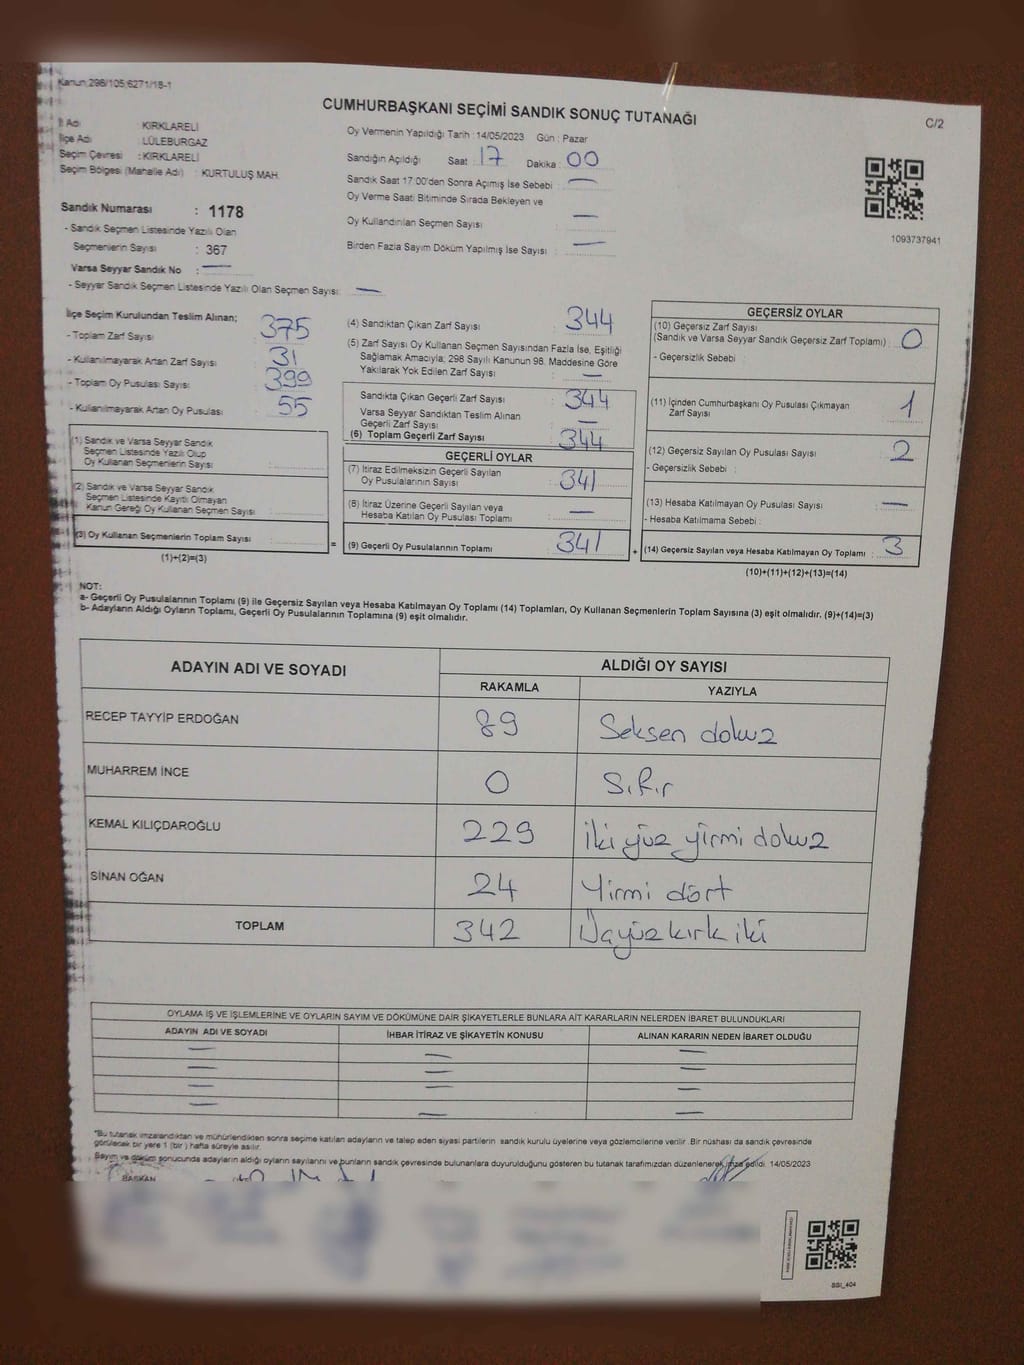 Kanun 298/105,6271/18-1
CUMHURBAŞKANI SEÇİMİ SANDIK SONUÇ TUTANAĞI
C/2
İl Adı : KIRKLARELİ
İlçe Adı : LÜLEBURGAZ
Seçim Çevresi : KIRKLARELİ
Seçim Bölgesi (Mahalle Adı) : KURTULUŞ MAH.
Sandık Numarası : 1178
- Sandık Seçmen Listesinde Yazılı Olan
Seçmenlerin Sayısı : 367
Varsa Seyyar Sandık No : —
- Seyyar Sandık Seçmen Listesinde Yazılı Olan Seçmen Sayısı : —
Oy Vermenin Yapıldığı Tarih : 14/05/2023 Gün : Pazar
Sandığın Açıldığı Saat : 17 Dakika : 00
Sandık Saat 17:00'den Sonra Açımış İse Sebebi : —
Oy Verme Saati Bitiminde Sırada Bekleyen ve
Oy Kullandırılan Seçmen Sayısı : —
Birden Fazla Sayım Döküm Yapılmış İse Sayısı : —
1093737941
İlçe Seçim Kurulundan Teslim Alınan;
- Toplam Zarf Sayısı : 375
- Kullanılmayarak Artan Zarf Sayısı : 31
- Toplam Oy Pusulası Sayısı : 399
- Kullanılmayarak Artan Oy Pusulası : 55
(1) Sandık ve Varsa Seyyar Sandık
Seçmen Listesinde Yazılı Olup
Oy Kullanan Seçmenlerin Sayısı :
(2) Sandık ve Varsa Seyyar Sandık
Seçmen Listesinde Kayıtlı Olmayan
Kanun Gereği Oy Kullanan Seçmen Sayısı :
(3) Oy Kullanan Seçmenlerin Toplam Sayısı :
(1)+(2)=(3)
(4) Sandıktan Çıkan Zarf Sayısı : 344
(5) Zarf Sayısı Oy Kullanan Seçmen Sayısından Fazla İse, Eşitliği
Sağlamak Amacıyla; 298 Sayılı Kanunun 98. Maddesine Göre
Yakılarak Yok Edilen Zarf Sayısı : —
Sandıkta Çıkan Geçerli Zarf Sayısı : 344
Varsa Seyyar Sandıktan Teslim Alınan
Geçerli Zarf Sayısı : —
(6) Toplam Geçerli Zarf Sayısı : 344
GEÇERLİ OYLAR
(7) İtiraz Edilmeksizin Geçerli Sayılan
Oy Pusulalarının Sayısı : 341
(8) İtiraz Üzerine Geçerli Sayılan veya
Hesaba Katılan Oy Pusulası Toplamı : —
= (9) Geçerli Oy Pusulalarının Toplamı : 341
GEÇERSİZ OYLAR
(10) Geçersiz Zarf Sayısı
(Sandık ve Varsa Seyyar Sandık Geçersiz Zarf Toplamı) : 0
- Geçersizlik Sebebi :
(11) İçinden Cumhurbaşkanı Oy Pusulası Çıkmayan
Zarf Sayısı : 1
(12) Geçersiz Sayılan Oy Pusulası Sayısı : 2
- Geçersizlik Sebebi :
(13) Hesaba Katılmayan Oy Pusulası Sayısı : —
- Hesaba Katılmama Sebebi :
+ (14) Geçersiz Sayılan veya Hesaba Katılmayan Oy Toplamı : 3
(10)+(11)+(12)+(13)=(14)
NOT:
a- Geçerli Oy Pusulalarının Toplamı (9) ile Geçersiz Sayılan veya Hesaba Katılmayan Oy Toplamı (14) Toplamları, Oy Kullanan Seçmenlerin Toplam Sayısına (3) eşit olmalıdır. (9)+(14)=(3)
b- Adayların Aldığı Oyların Toplamı, Geçerli Oy Pusulalarının Toplamına (9) eşit olmalıdır.
ADAYIN ADI VE SOYADI ALDIĞI OY SAYISI
RAKAMLA YAZIYLA
RECEP TAYYİP ERDOĞAN 89 Seksen dokuz
MUHARREM İNCE 0 Sıfır
KEMAL KILIÇDAROĞLU 229 İki yüz yirmi dokuz
SİNAN OĞAN 24 Yirmi dört
TOPLAM 342 Üçyüz kırk iki
OYLAMA İŞ VE İŞLEMLERİNE VE OYLARIN SAYIM VE DÖKÜMÜNE DAİR ŞİKAYETLERLE BUNLARA AİT KARARLARIN NELERDEN İBARET BULUNDUKLARI
ADAYIN ADI VE SOYADI İHBAR İTİRAZ VE ŞİKAYETİN KONUSU ALINAN KARARIN NEDEN İBARET OLDUĞU
— — —
— — —
— — —
— — —
"Bu tutanak imzalandıktan ve mühürlendikten sonra seçime katılan adayların ve talep eden siyasi partilerin sandık kurulu üyelerine veya gözlemcilerine verilir. Bir nüshası da sandık çevresinde
görülecek bir yere 1 (bir) hafta süreyle asılır.
Sayım ve döküm sonucunda adayların aldığı oyların sayılarını ve bunların sandık çevresinde bulunanlara duyurulduğunu gösteren bu tutanak tarafımızdan düzenlenerek imza edildi. 14/05/2023
BAŞKAN
SSI_404